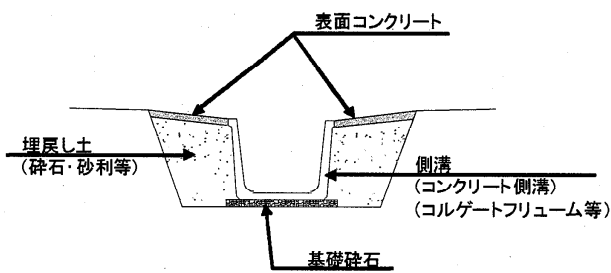 表面コンクリート
埋戻し土
(砕石・砂利等)
側溝
(コンクリート側溝)
(コルゲートフリューム等)
基礎砕石